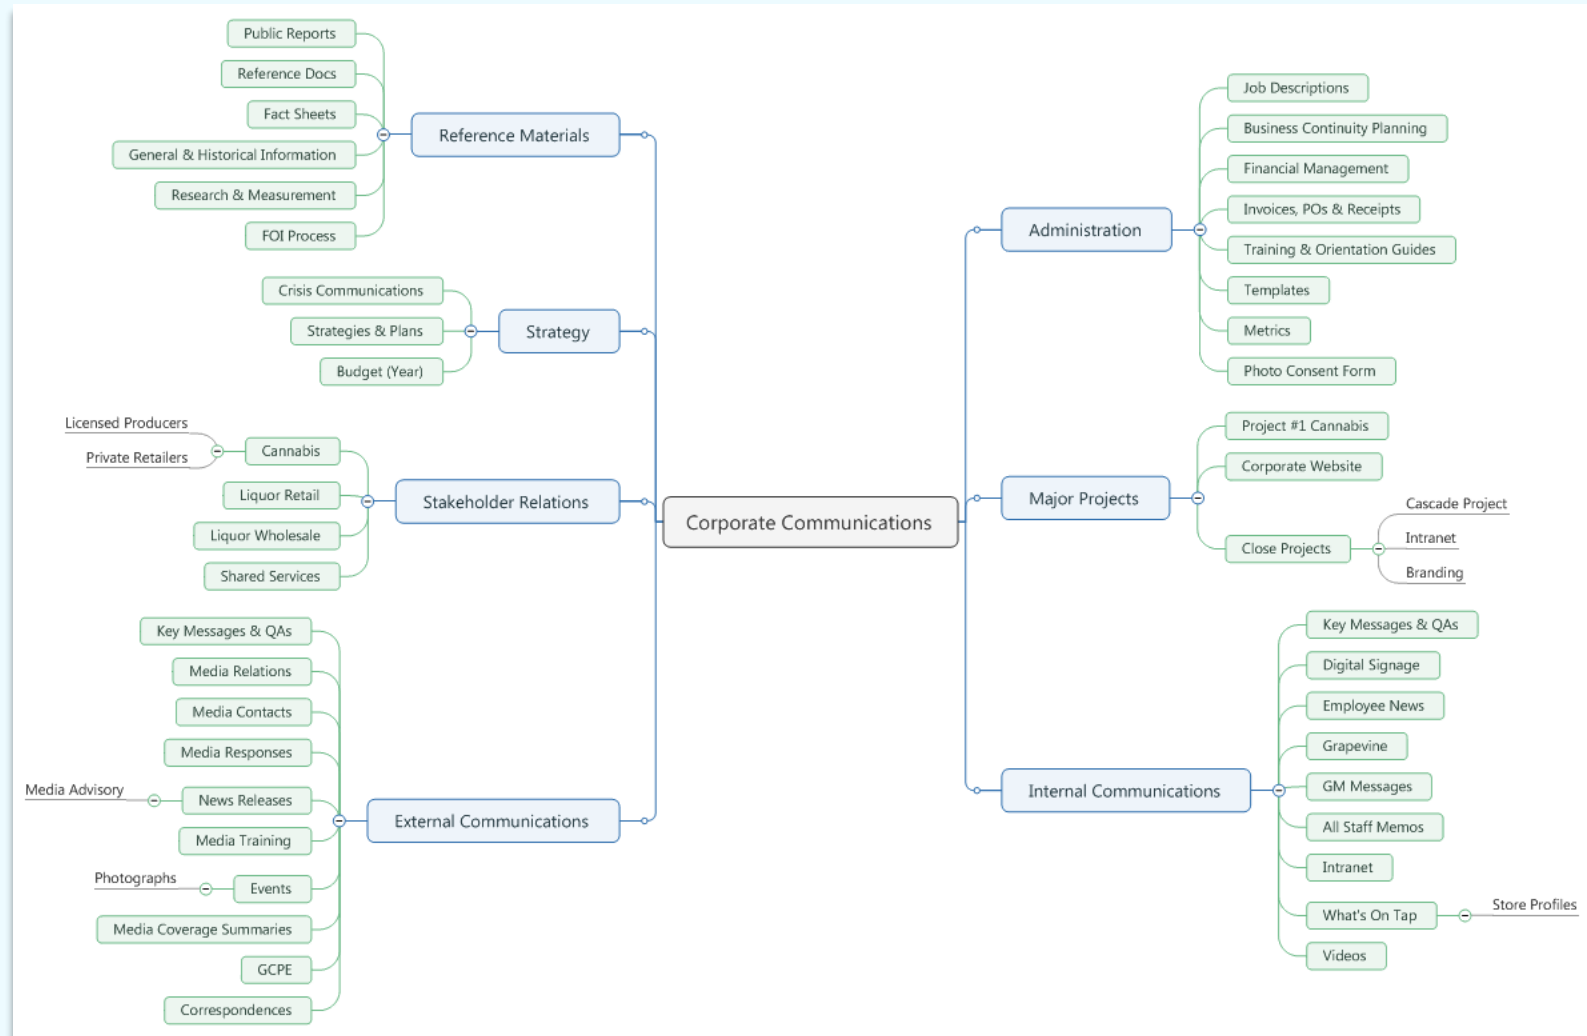 Corporate Communications
Reference Materials
Public Reports
Reference Docs
Fact Sheets
General & Historical Information
Research & Measurement
FOI Process
Strategy
Crisis Communications
Strategies & Plans
Budget (Year)
Stakeholder Relations
Cannabis
Licensed Producers
Private Retailers
Liquor Retail
Liquor Wholesale
Shared Services
External Communications
Key Messages & QAs
Media Relations
Media Contacts
Media Responses
News Releases
Media Advisory
Media Training
Events
Photographs
Media Coverage Summaries
GCPE
Correspondences
Administration
Job Descriptions
Business Continuity Planning
Financial Management
Invoices, POs & Receipts
Training & Orientation Guides
Templates
Metrics
Photo Consent Form
Major Projects
Project #1 Cannabis
Corporate Website
Close Projects
Cascade Project
Intranet
Branding
Internal Communications
Key Messages & QAs
Digital Signage
Employee News
Grapevine
GM Messages
All Staff Memos
Intranet
What's On Tap
Store Profiles
Videos